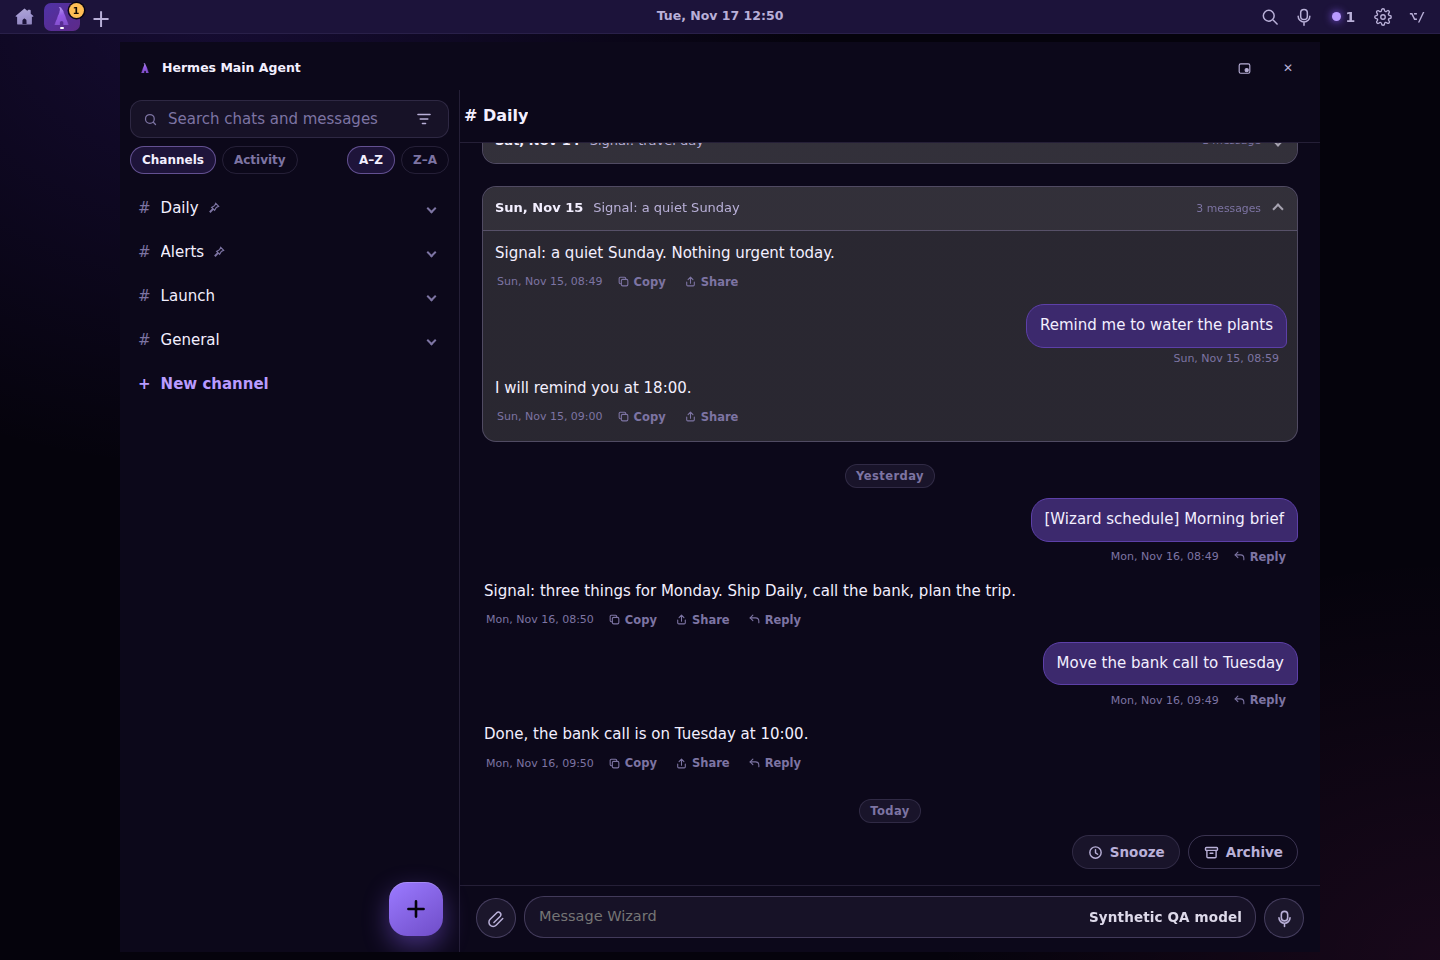 1
Tue, Nov 17 12:50
1
Hermes Main Agent
Search chats and messages
Channels
Activity
A–Z
Z–A
# Daily
# Alerts
# Launch
# General
+ New channel
# Daily
Sun, Nov 15 Signal: a quiet Sunday
3 messages
Signal: a quiet Sunday. Nothing urgent today.
Sun, Nov 15, 08:49 Copy Share
Remind me to water the plants
Sun, Nov 15, 08:59
I will remind you at 18:00.
Sun, Nov 15, 09:00 Copy Share
Yesterday
[Wizard schedule] Morning brief
Mon, Nov 16, 08:49 Reply
Signal: three things for Monday. Ship Daily, call the bank, plan the trip.
Mon, Nov 16, 08:50 Copy Share Reply
Move the bank call to Tuesday
Mon, Nov 16, 09:49 Reply
Done, the bank call is on Tuesday at 10:00.
Mon, Nov 16, 09:50 Copy Share Reply
Today
Snooze
Archive
Message Wizard
Synthetic QA model